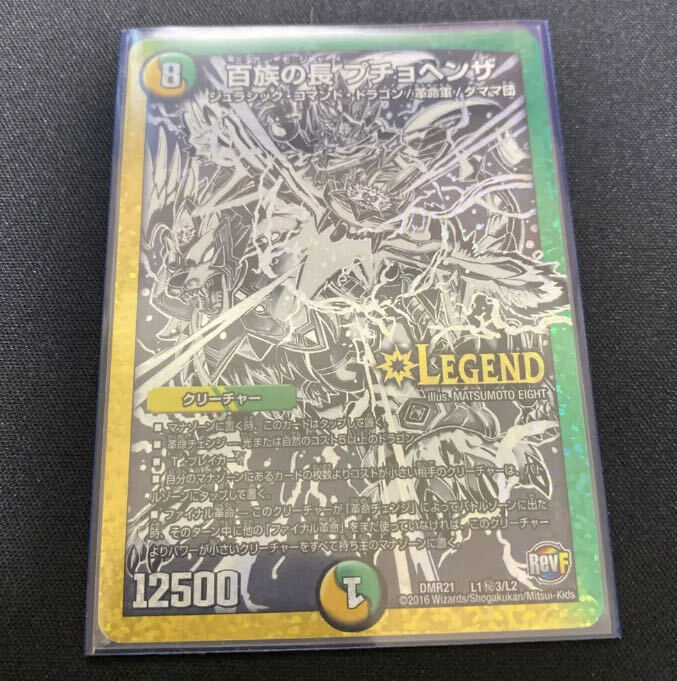 8
百族の長 プチョヘンザ
ジュラシック・コマンド・ドラゴン/革命軍/タママ団
LEGEND
illus. MATSUMOTO EIGHT
クリーチャー
■ マナゾーンに置く時、このカードはタップして置く。
■ 革命チェンジ―光または自然のコスト5以上のドラゴン
■ T・ブレイカー
■ 自分のマナゾーンにあるカードの枚数よりコストが小さい相手のクリーチャーは、バト
ルゾーンにタップして置く。
■ ファイナル革命―このクリーチャーが「革命チェンジ」によってバトルゾーンに出た
時、そのターン中に他の「ファイナル革命」をまだ使っていなければ、このクリーチャー
よりパワーが小さいクリーチャーをすべて持ち主のマナゾーンに置く。
12500
1
RevF
DMR21 L1㊙3/L2
©2016 Wizards/Shogakukan/Mitsui-Kids